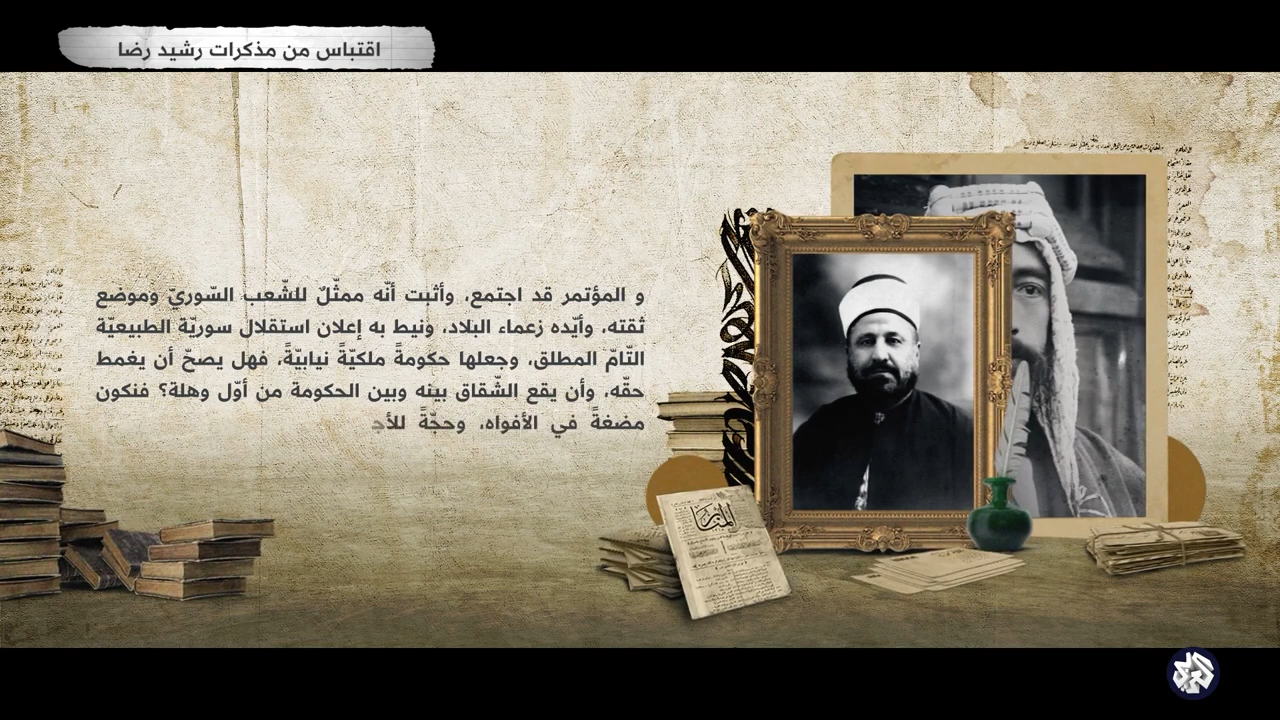 اقتباس من مذكرات رشيد رضا
و المؤتمر قد اجتمع، وأثبت أنّه ممثّلٌ للشّعب السّوريّ وموضع
ثقته، وأيّده زعماء البلاد، ونيط به إعلان استقلال سوريّة الطبيعيّة
التّامّ المطلق، وجعلها حكومةً ملكيّةً نيابيّةً، فهل يصحّ أن يغمط
حقّه، وأن يقع الشّقاق بينه وبين الحكومة من أوّل وهلة؟ فنكون
مضغةً في الأفواه، وحجّةً للأج
المنار